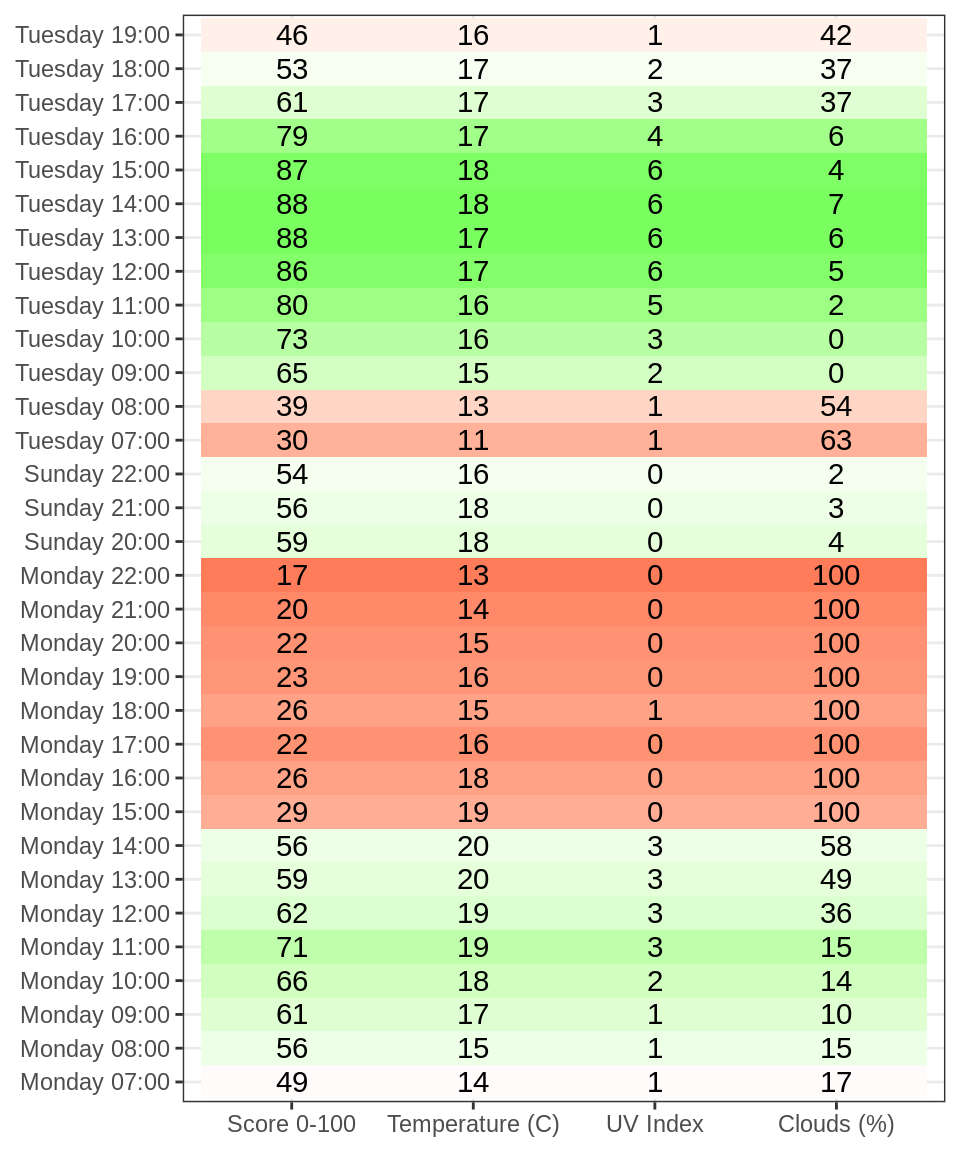 Tuesday 19:00 46 16 1 42
Tuesday 18:00 53 17 2 37
Tuesday 17:00 61 17 3 37
Tuesday 16:00 79 17 4 6
Tuesday 15:00 87 18 6 4
Tuesday 14:00 88 18 6 7
Tuesday 13:00 88 17 6 6
Tuesday 12:00 86 17 6 5
Tuesday 11:00 80 16 5 2
Tuesday 10:00 73 16 3 0
Tuesday 09:00 65 15 2 0
Tuesday 08:00 39 13 1 54
Tuesday 07:00 30 11 1 63
Sunday 22:00 54 16 0 2
Sunday 21:00 56 18 0 3
Sunday 20:00 59 18 0 4
Monday 22:00 17 13 0 100
Monday 21:00 20 14 0 100
Monday 20:00 22 15 0 100
Monday 19:00 23 16 0 100
Monday 18:00 26 15 1 100
Monday 17:00 22 16 0 100
Monday 16:00 26 18 0 100
Monday 15:00 29 19 0 100
Monday 14:00 56 20 3 58
Monday 13:00 59 20 3 49
Monday 12:00 62 19 3 36
Monday 11:00 71 19 3 15
Monday 10:00 66 18 2 14
Monday 09:00 61 17 1 10
Monday 08:00 56 15 1 15
Monday 07:00 49 14 1 17
Score 0-100 Temperature (C) UV Index Clouds (%)